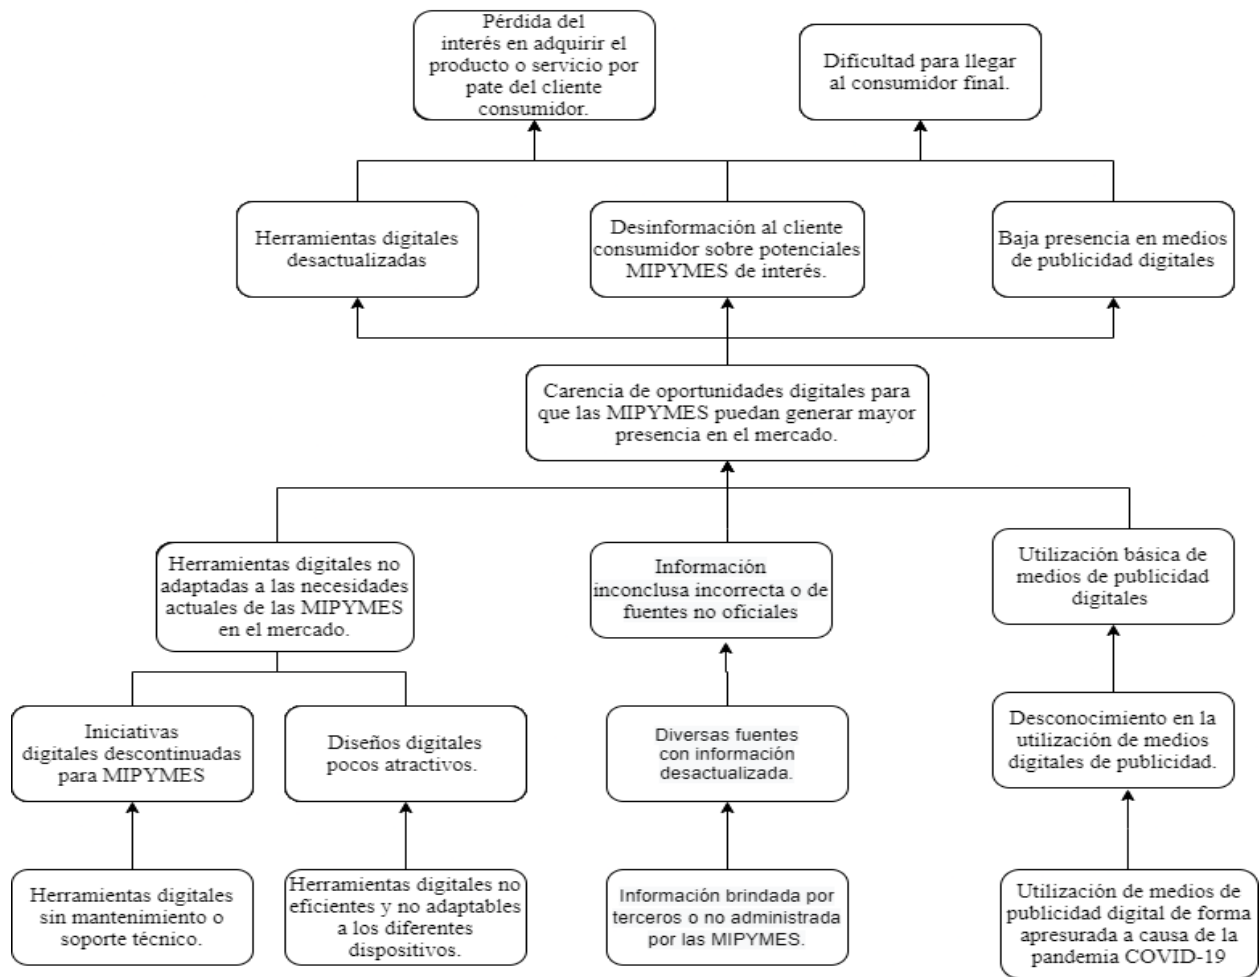 Pérdida del
interés en adquirir el
producto o servicio por
pate del cliente
consumidor.
Dificultad para llegar
al consumidor final.
Herramientas digitales
desactualizadas
Desinformación al cliente
consumidor sobre potenciales
MIPYMES de interés.
Baja presencia en medios
de publicidad digitales
Carencia de oportunidades digitales para
que las MIPYMES puedan generar mayor
presencia en el mercado.
Herramientas digitales no
adaptadas a las necesidades
actuales de las MIPYMES
en el mercado.
Información
inconclusa incorrecta o de
fuentes no oficiales
Utilización básica de
medios de publicidad
digitales
Iniciativas
digitales descontinuadas
para MIPYMES
Diseños digitales
pocos atractivos.
Diversas fuentes
con información
desactualizada.
Desconocimiento en la
utilización de medios
digitales de publicidad.
Herramientas digitales
sin mantenimiento o
soporte técnico.
Herramientas digitales no
eficientes y no adaptables
a los diferentes
dispositivos.
Información brindada por
terceros o no administrada
por las MIPYMES.
Utilización de medios de
publicidad digital de forma
apresurada a causa de la
pandemia COVID-19